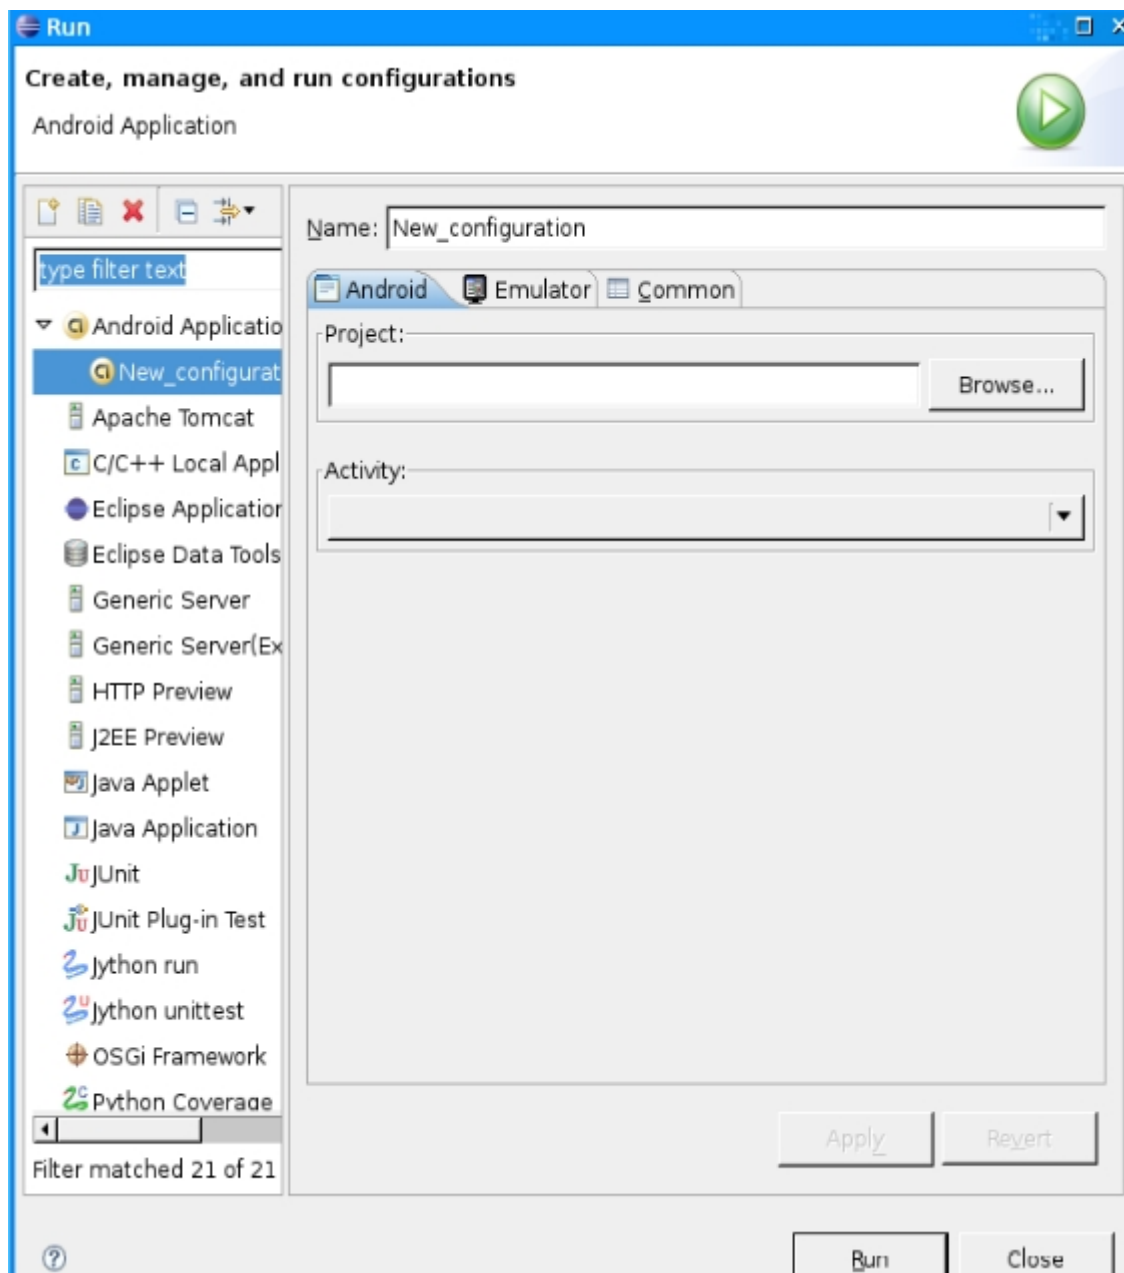 Run
Create, manage, and run configurations
Android Application
type filter text
Android Applicatio
New_configurat
Apache Tomcat
C/C++ Local Appl
Eclipse Application
Eclipse Data Tools
Generic Server
Generic Server(Ex
HTTP Preview
J2EE Preview
Java Applet
Java Application
JUnit
JUnit Plug-in Test
Jython run
Jython unittest
OSGi Framework
Python Coverage
Filter matched 21 of 21
Name: New_configuration
Android Emulator Common
Project:
Browse...
Activity:
Apply Revert
Run Close